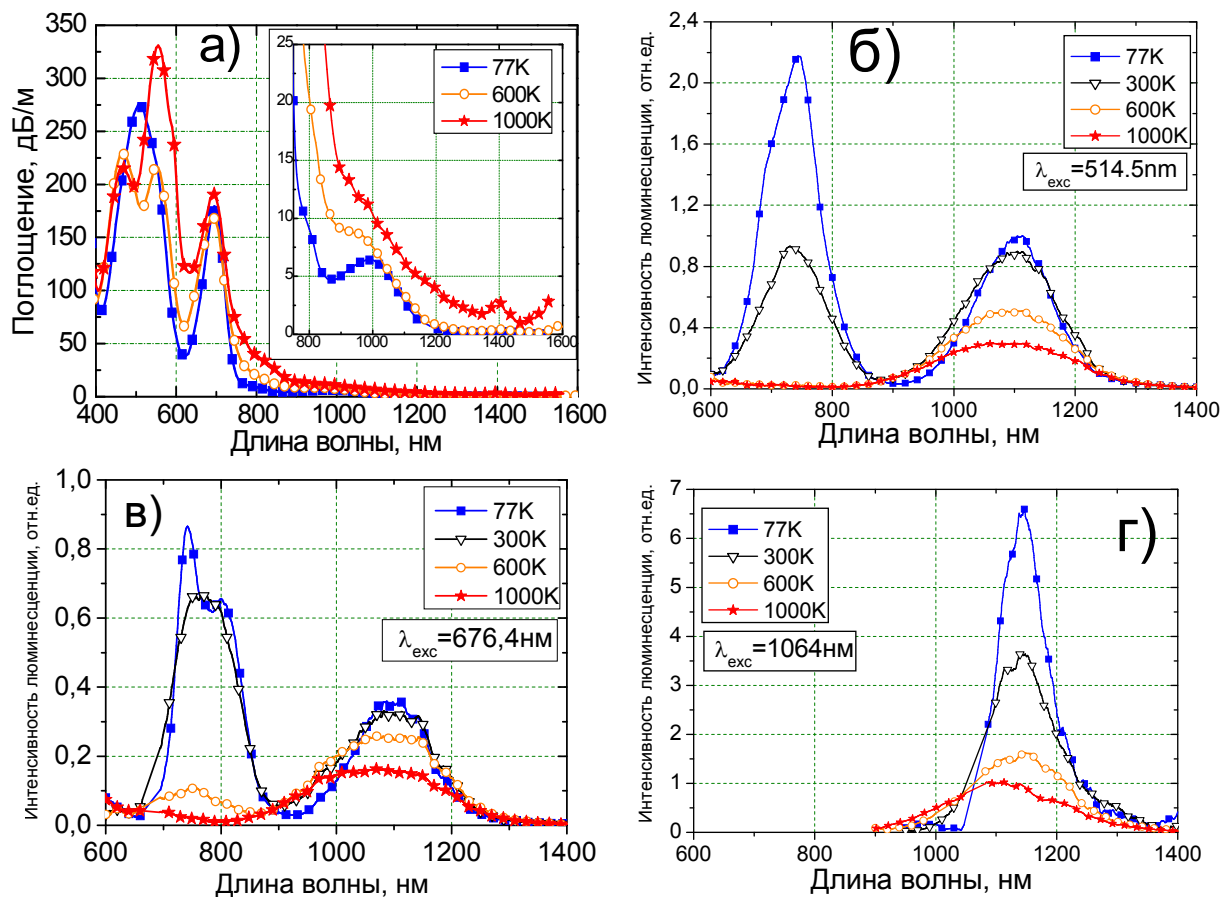 а)
Поглощение, дБ/м
350
300
250
200
150
100
50
0
400 600 800 1000 1200 1400 1600
Длина волны, нм
25
20
15
10
5
0
800 1000 1200 1400 1600
77K
600K
1000K
б)
Интенсивность люминесценции, отн.ед.
2,4
2,0
1,6
1,2
0,8
0,4
0,0
600 800 1000 1200 1400
Длина волны, нм
77K
300K
600K
1000K
λexc=514.5nm
в)
Интенсивность люминесценции, отн.ед.
1,0
0,8
0,6
0,4
0,2
0,0
600 800 1000 1200 1400
Длина волны, нм
77K
300K
600K
1000K
λexc=676,4нм
г)
Интенсивность люминесценции, отн.ед.
7
6
5
4
3
2
1
0
600 800 1000 1200 1400
Длина волны, нм
77K
300K
600K
1000K
λexc=1064нм